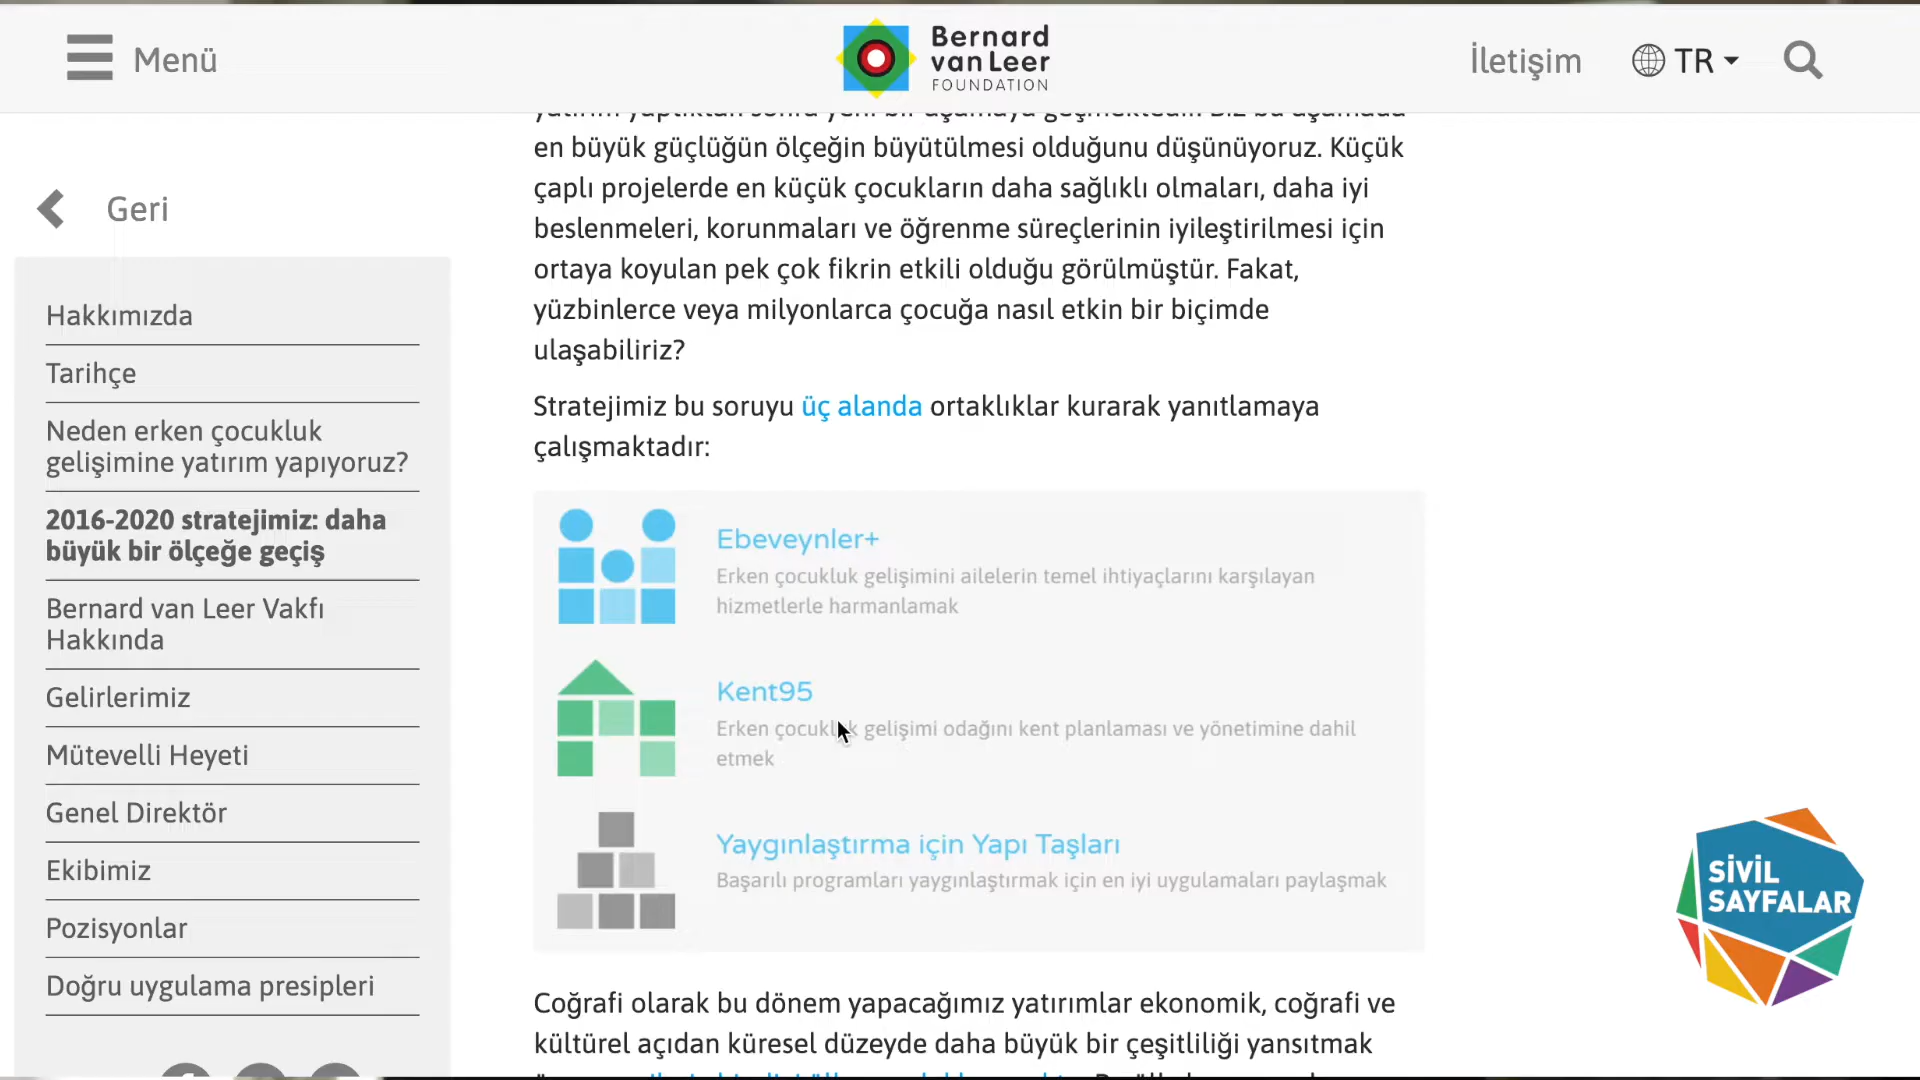 Menü
Bernard
van Leer
FOUNDATION
İletişim
TR
en büyük güçlüğün ölçeğin büyütülmesi olduğunu düşünüyoruz. Küçük
çaplı projelerde en küçük çocukların daha sağlıklı olmaları, daha iyi
beslenmeleri, korunmaları ve öğrenme süreçlerinin iyileştirilmesi için
ortaya koyulan pek çok fikrin etkili olduğu görülmüştür. Fakat,
yüzbinlerce veya milyonlarca çocuğa nasıl etkin bir biçimde
ulaşabiliriz?
Stratejimiz bu soruyu üç alanda ortaklıklar kurarak yanıtlamaya
çalışmaktadır:
Geri
Hakkımızda
Tarihçe
Neden erken çocukluk
gelişimine yatırım yapıyoruz?
2016-2020 stratejimiz: daha
büyük bir ölçeğe geçiş
Bernard van Leer Vakfı
Hakkında
Gelirlerimiz
Mütevelli Heyeti
Genel Direktör
Ekibimiz
Pozisyonlar
Doğru uygulama presipleri
Ebeveynler+
Erken çocukluk gelişimini ailelerin temel ihtiyaçlarını karşılayan
hizmetlerle harmanlamak
Kent95
Erken çocukluk gelişimi odağını kent planlaması ve yönetimine dahil
etmek
Yaygınlaştırma için Yapı Taşları
Başarılı programları yaygınlaştırmak için en iyi uygulamaları paylaşmak
Coğrafi olarak bu dönem yapacağımız yatırımlar ekonomik, coğrafi ve
kültürel açıdan küresel düzeyde daha büyük bir çeşitliliği yansıtmak
SİVİL
SAYFALAR